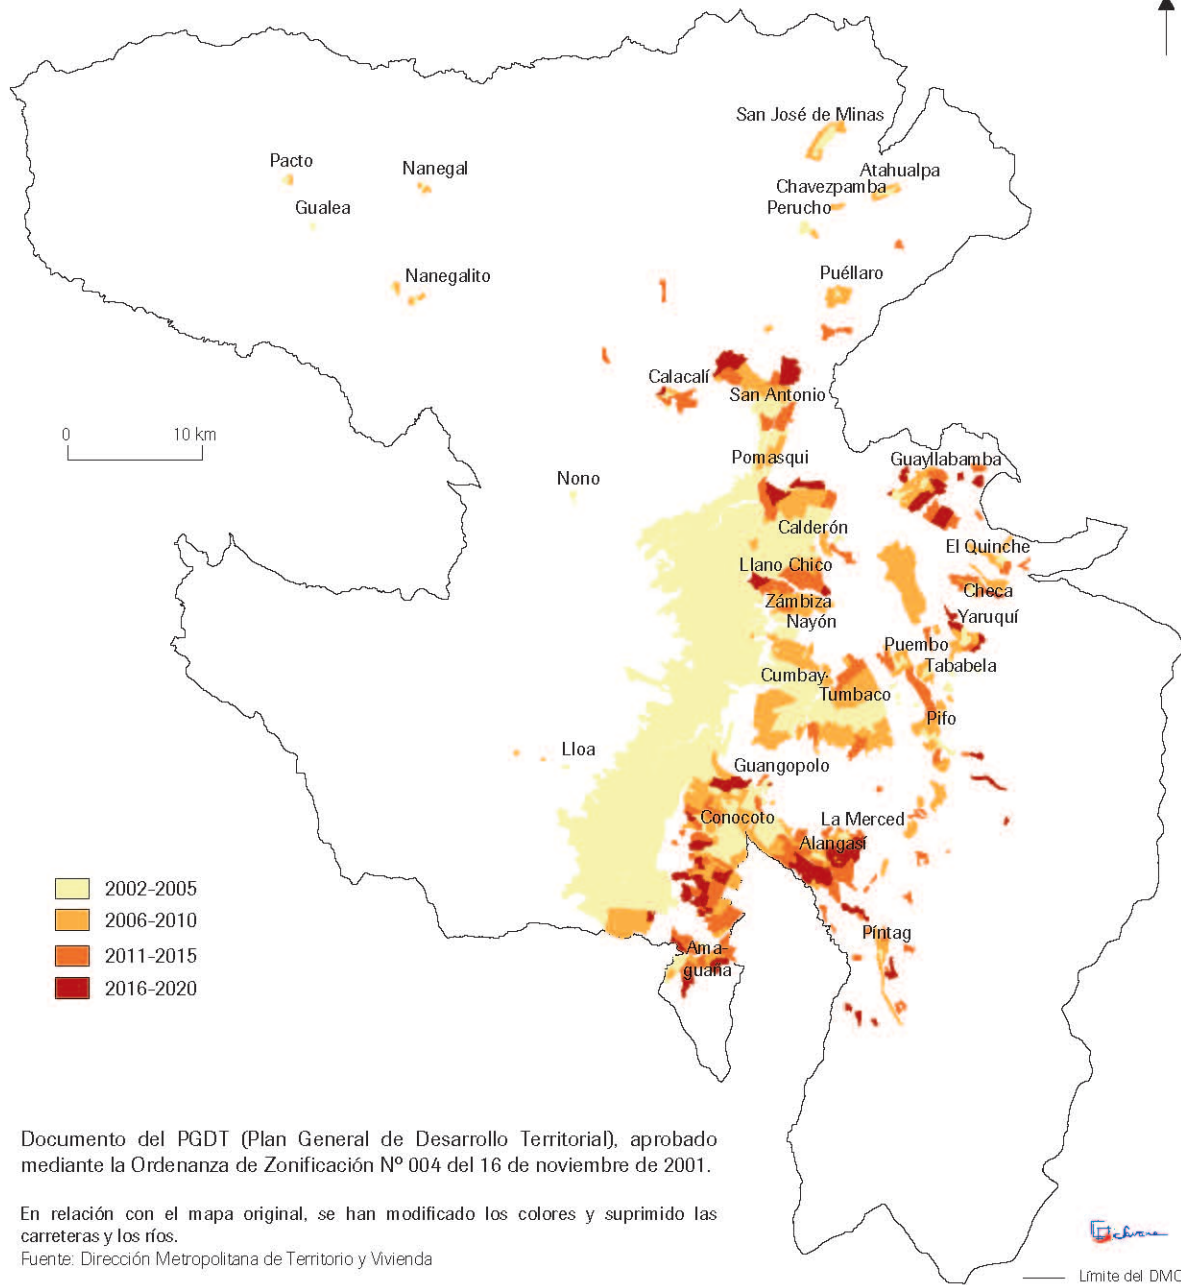 San José de Minas
Pacto
Nanegal
Atahualpa
Chavezpamba
Gualea
Perucho
Nanegalito
Puéllaro
Calacalí
San Antonio
0 10 km
Pomasqui
Guayllabamba
Nono
Calderón
El Quinche
Llano Chico
Checa
Zámbiza
Nayón
Yaruquí
Puembo
Tababela
Cumbay
Tumbaco
Pifo
Lloa
Guangopolo
Conocoto
La Merced
Alangasí
2002-2005
2006-2010
2011-2015
2016-2020
Píntag
Ama-
guaña
Documento del PGDT (Plan General de Desarrollo Territorial), aprobado
mediante la Ordenanza de Zonificación Nº 004 del 16 de noviembre de 2001.
En relación con el mapa original, se han modificado los colores y suprimido las
carreteras y los ríos.
Fuente: Dirección Metropolitana de Territorio y Vivienda
Límite del DMQ